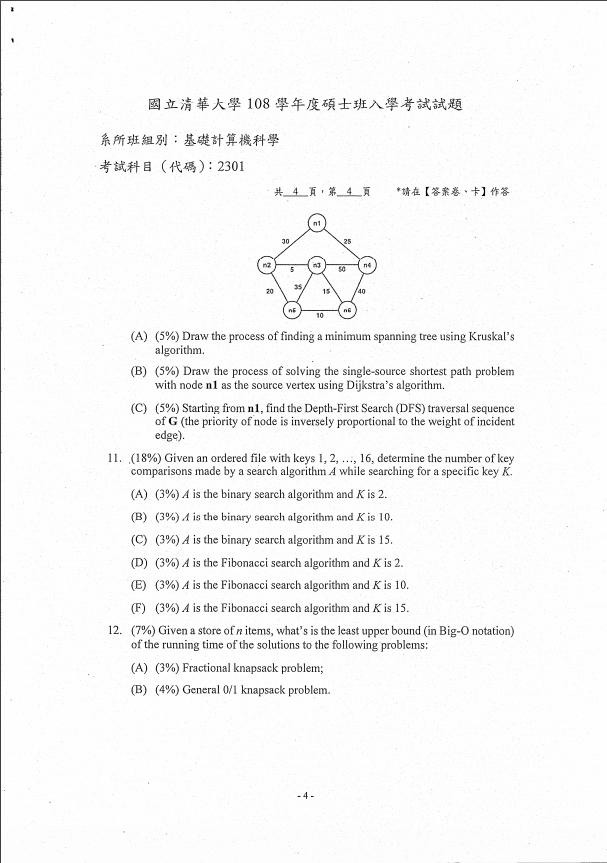 國立清華大學 108 學年度碩士班入學考試試題
系所班組別：基礎計算機科學
考試科目（代碼）：2301
共__4__頁，第__4__頁 *請在【答案卷、卡】作答
n1
30
25
n2
n3
n4
5
50
20
35
15
40
n5
n6
10
(A) (5%) Draw the process of finding a minimum spanning tree using Kruskal's
algorithm.
(B) (5%) Draw the process of solving the single-source shortest path problem
with node n1 as the source vertex using Dijkstra's algorithm.
(C) (5%) Starting from n1, find the Depth-First Search (DFS) traversal sequence
of G (the priority of node is inversely proportional to the weight of incident
edge).
11. (18%) Given an ordered file with keys 1, 2, …, 16, determine the number of key
comparisons made by a search algorithm A while searching for a specific key K.
(A) (3%) A is the binary search algorithm and K is 2.
(B) (3%) A is the binary search algorithm and K is 10.
(C) (3%) A is the binary search algorithm and K is 15.
(D) (3%) A is the Fibonacci search algorithm and K is 2.
(E) (3%) A is the Fibonacci search algorithm and K is 10.
(F) (3%) A is the Fibonacci search algorithm and K is 15.
12. (7%) Given a store of n items, what's is the least upper bound (in Big-O notation)
of the running time of the solutions to the following problems:
(A) (3%) Fractional knapsack problem;
(B) (4%) General 0/1 knapsack problem.
- 4 -